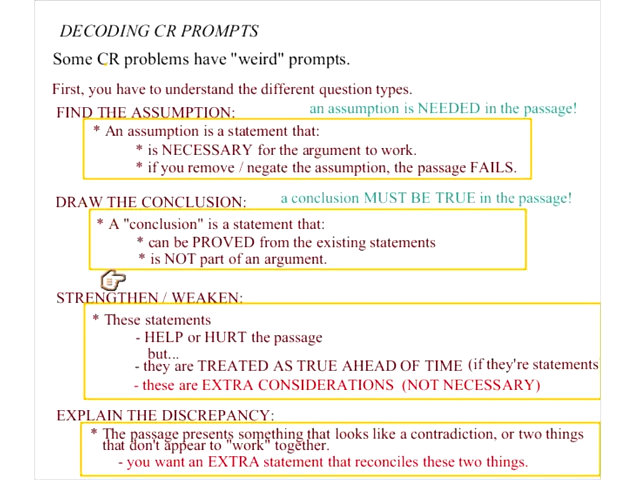 DECODING CR PROMPTS
Some CR problems have "weird" prompts.
First, you have to understand the different question types.
FIND THE ASSUMPTION: an assumption is NEEDED in the passage!
* An assumption is a statement that:
* is NECESSARY for the argument to work.
* if you remove / negate the assumption, the passage FAILS.
DRAW THE CONCLUSION: a conclusion MUST BE TRUE in the passage!
* A "conclusion" is a statement that:
* can be PROVED from the existing statements
* is NOT part of an argument.
STRENGTHEN / WEAKEN:
* These statements
- HELP or HURT the passage
but...
- they are TREATED AS TRUE AHEAD OF TIME (if they're statements
- these are EXTRA CONSIDERATIONS (NOT NECESSARY)
EXPLAIN THE DISCREPANCY:
* The passage presents something that looks like a contradiction, or two things
that don't appear to "work" together.
- you want an EXTRA statement that reconciles these two things.